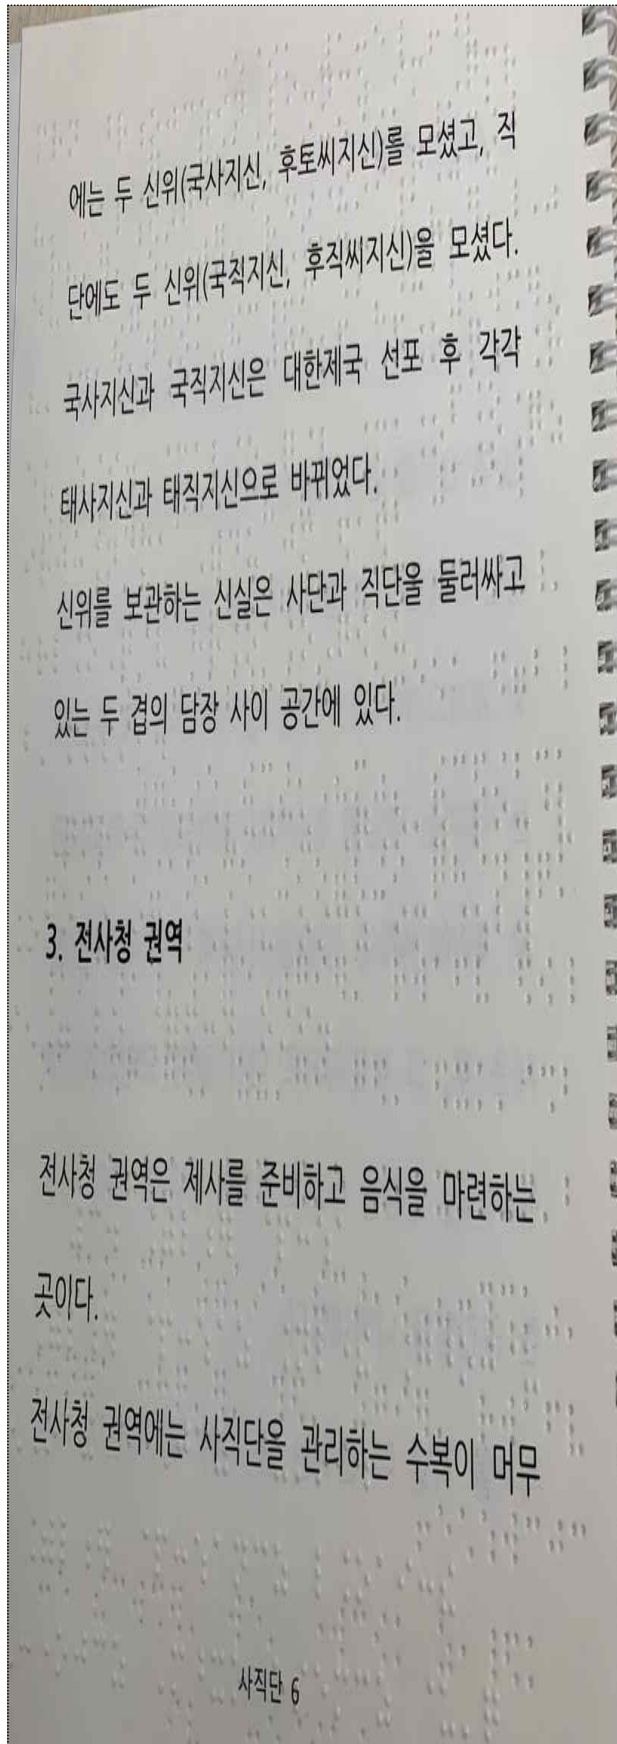 에는 두 신위(국사지신, 후토씨지신)를 모셨고, 직
단에도 두 신위(국직지신, 후직씨지신)을 모셨다.
국사지신과 국직지신은 대한제국 선포 후 각각
태사지신과 태직지신으로 바뀌었다.
신위를 보관하는 신실은 사단과 직단을 둘러싸고
있는 두 겹의 담장 사이 공간에 있다.
3. 전사청 권역
전사청 권역은 제사를 준비하고 음식을 마련하는
곳이다.
전사청 권역에는 사직단을 관리하는 수복이 머무
사직단 6